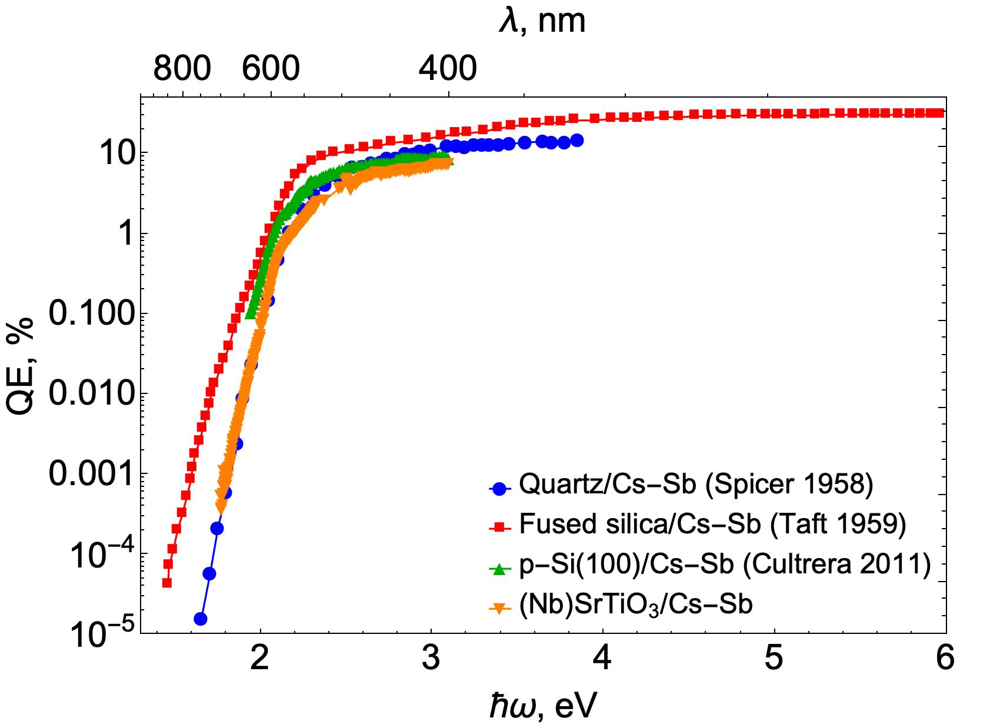 λ, nm
800 600 400
10
1
0.100
0.010
0.001
10⁻⁴
10⁻⁵
QE, %
Quartz/Cs–Sb (Spicer 1958)
Fused silica/Cs–Sb (Taft 1959)
p–Si(100)/Cs–Sb (Cultrera 2011)
(Nb)SrTiO₃/Cs–Sb
2 3 4 5 6
ħω, eV